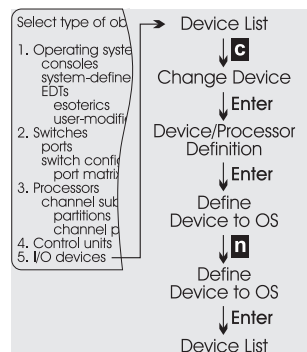 Select type of ob
1. Operating syste
consoles
system-define
EDTs
esoterics
user-modifi
2. Switches
ports
switch config
port matri
3. Processors
channel sub
partitions
channel p
4. Control units
5. I/O devices
Device List
c
Change Device
Enter
Device/Processor
Definition
Enter
Define
Device to OS
n
Define
Device to OS
Enter
Device List